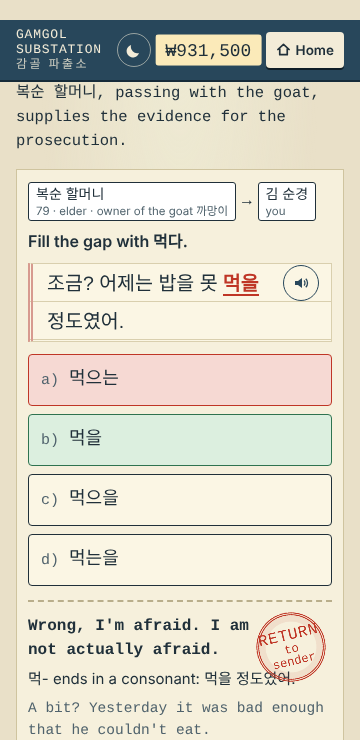 GAMGOL
SUBSTATION
감골 파출소
₩931,500
Home
복순 할머니, passing with the goat,
supplies the evidence for the
prosecution.
복순 할머니
79 · elder · owner of the goat 까망이
→
김 순경
you
Fill the gap with 먹다.
조금? 어제는 밥을 못 먹을
정도였어.
a) 먹으는
b) 먹을
c) 먹으을
d) 먹는을
Wrong, I'm afraid. I am
not actually afraid.
RETURN
to
sender
먹- ends in a consonant: 먹을 정도였어.
A bit? Yesterday it was bad enough
that he couldn't eat.